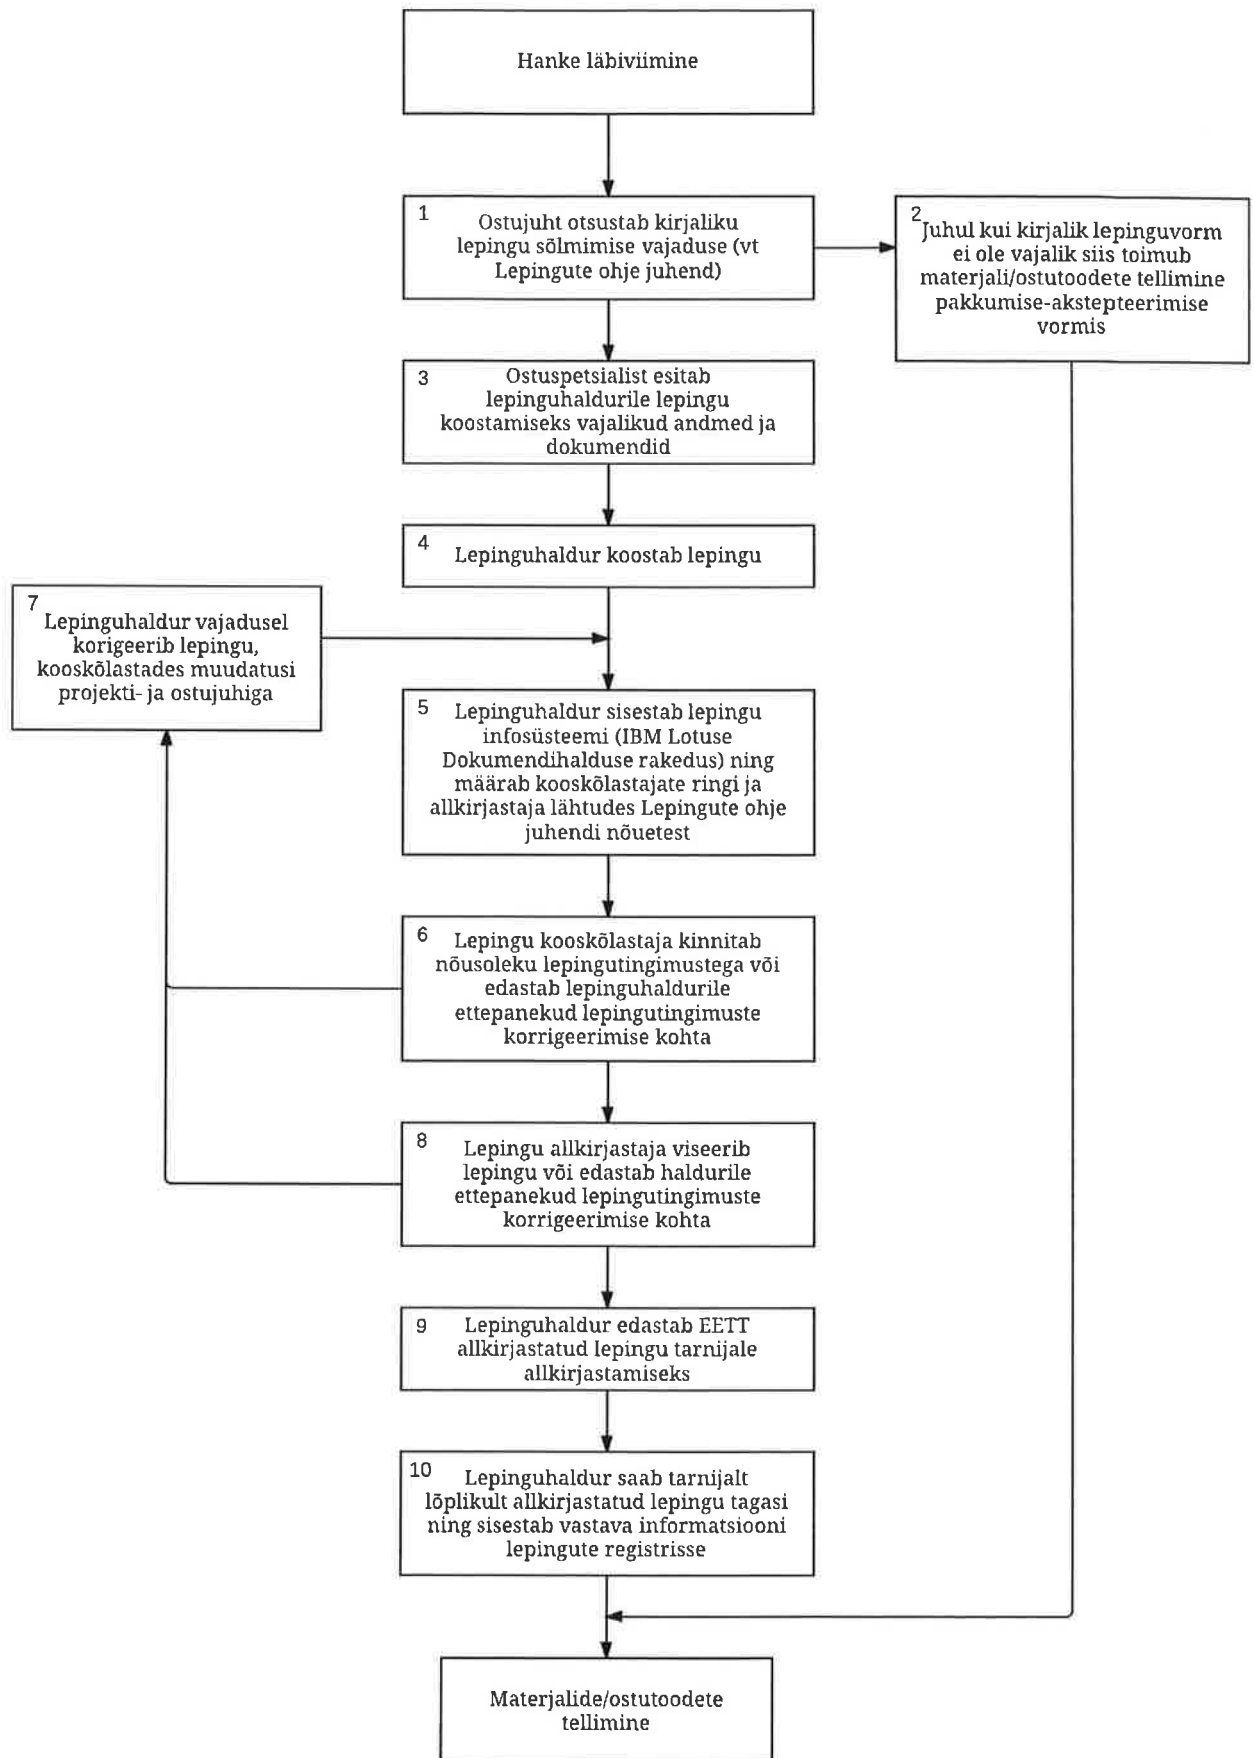 Hanke läbiviimine
1
Ostujuht otsustab kirjaliku
lepingu sõlmimise vajaduse (vt
Lepingute ohje juhend)
2
Juhul kui kirjalik lepinguvorm
ei ole vajalik siis toimub
materjali/ostutoodete tellimine
pakkumise-akstepteerimise
vormis
3
Ostuspetsialist esitab
lepinguhaldurile lepingu
koostamiseks vajalikud andmed ja
dokumendid
4
Lepinguhaldur koostab lepingu
7
Lepinguhaldur vajadusel
korigeerib lepingu,
kooskõlastades muudatusi
projekti- ja ostujuhiga
5
Lepinguhaldur sisestab lepingu
infosüsteemi (IBM Lotuse
Dokumendihalduse rakedus) ning
määrab kooskõlastajate ringi ja
allkirjastaja lähtudes Lepingute ohje
juhendi nõuetest
6
Lepingu kooskõlastaja kinnitab
nõusoleku lepingutingimustega või
edastab lepinguhaldurile
ettepanekud lepingutingimuste
korrigeerimise kohta
8
Lepingu allkirjastaja viseerib
lepingu või edastab haldurile
ettepanekud lepingutingimuste
korrigeerimise kohta
9
Lepinguhaldur edastab EETT
allkirjastatud lepingu tarnijale
allkirjastamiseks
10
Lepinguhaldur saab tarnijalt
lõplikult allkirjastatud lepingu tagasi
ning sisestab vastava informatsiooni
lepingute registrisse
Materjalide/ostutoodete
tellimine